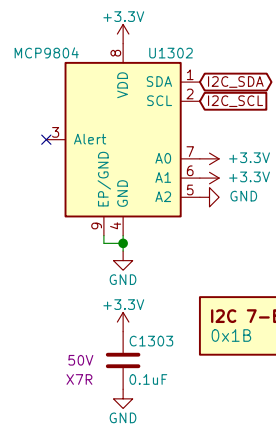 +3.3V
MCP9804
U1302
8
VDD
SDA 1 I2C_SDA
SCL 2 I2C_SCL
3 Alert
A0 7 +3.3V
A1 6 +3.3V
A2 5 GND
EP/GND
GND
9
4
GND
+3.3V
C1303
50V
X7R
0.1uF
GND
I2C 7-
0x1B